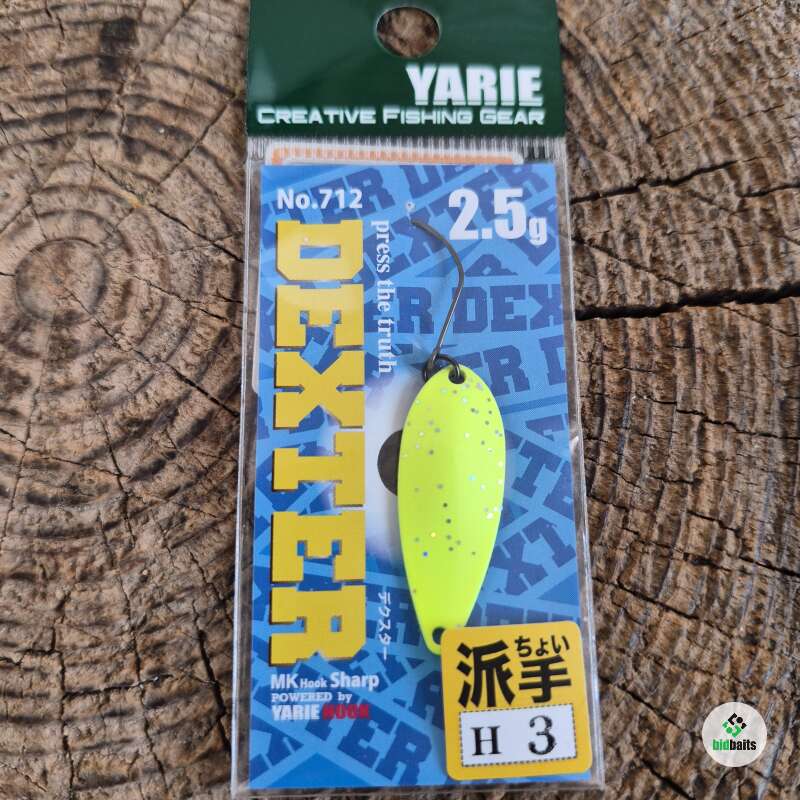 YARIE
CREATIVE FISHING GEAR
No.712
2.5g
DEXTER
press the truth
デクスター
MK Hook Sharp
POWERED by
YARIE HOOK
ちょい
派手
H 3
bidbaits